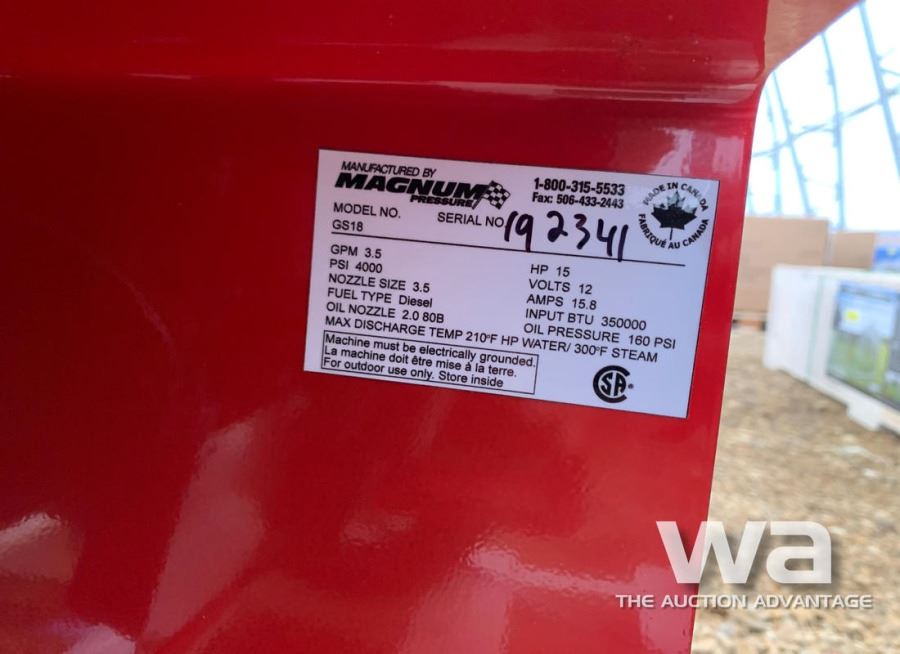 MANUFACTURED BY
MAGNUM
PRESSURE
1-800-315-5533
Fax: 506-433-2443
MADE IN CANADA
FABRIQUÉ AU CANADA
MODEL NO.
GS18
SERIAL NO 192341
GPM 3.5
PSI 4000
NOZZLE SIZE 3.5
FUEL TYPE Diesel
OIL NOZZLE 2.0 80B
HP 15
VOLTS 12
AMPS 15.8
INPUT BTU 350000
OIL PRESSURE 160 PSI
MAX DISCHARGE TEMP 210°F HP WATER/ 300°F STEAM
Machine must be electrically grounded.
La machine doit être mise à la terre.
For outdoor use only. Store inside
CSA®
wa
THE AUCTION ADVANTAGE